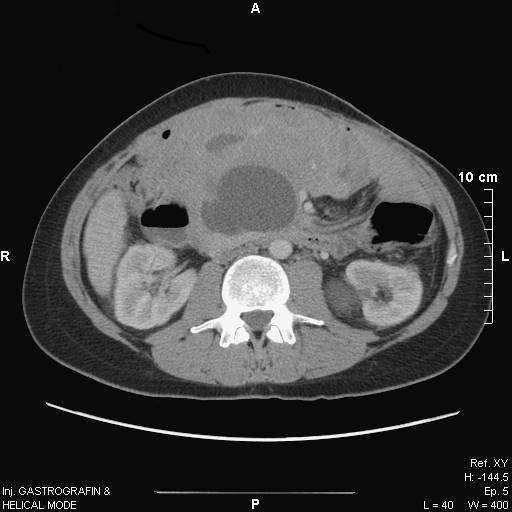 A
10 cm
R
L
Ref. XY
H: -144.5
Inj. GASTROGRAFIN & Ep. 5
HELICAL MODE P L = 40 W = 400